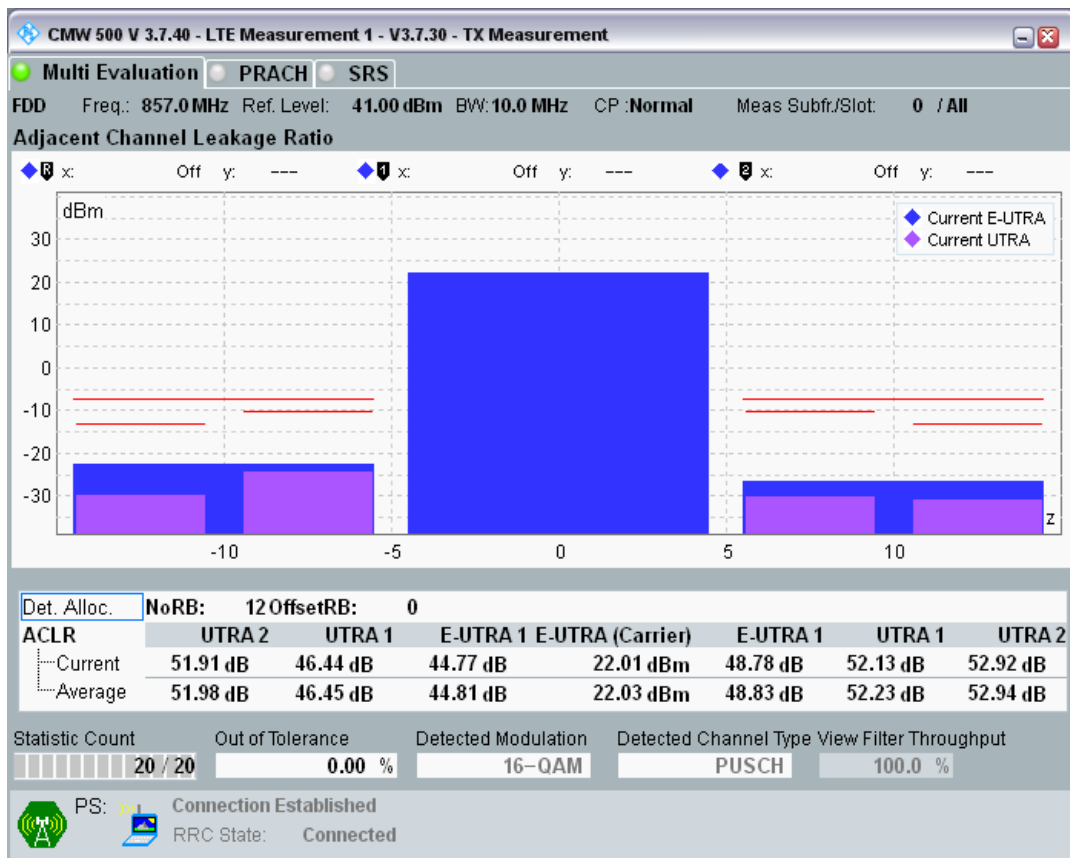 CMW 500 V 3.7.40 - LTE Measurement 1 - V3.7.30 - TX Measurement
Multi Evaluation PRACH SRS
FDD Freq.: 857.0 MHz Ref. Level: 41.00 dBm BW: 10.0 MHz CP :Normal Meas Subfr./Slot: 0 / All
Adjacent Channel Leakage Ratio
R x: Off y: --- 1 x: Off y: --- 2 x: Off y: ---
dBm
Current E-UTRA
Current UTRA
30
20
10
0
-10
-20
-30
z
-10 -5 0 5 10
Det. Alloc. NoRB: 12 OffsetRB: 0
ACLR UTRA 2 UTRA 1 E-UTRA 1 E-UTRA (Carrier) E-UTRA 1 UTRA 1 UTRA 2
Current 51.91 dB 46.44 dB 44.77 dB 22.01 dBm 48.78 dB 52.13 dB 52.92 dB
Average 51.98 dB 46.45 dB 44.81 dB 22.03 dBm 48.83 dB 52.23 dB 52.94 dB
Statistic Count Out of Tolerance Detected Modulation Detected Channel Type View Filter Throughput
20 / 20 0.00 % 16-QAM PUSCH 100.0 %
PS: Connection Established
RRC State: Connected